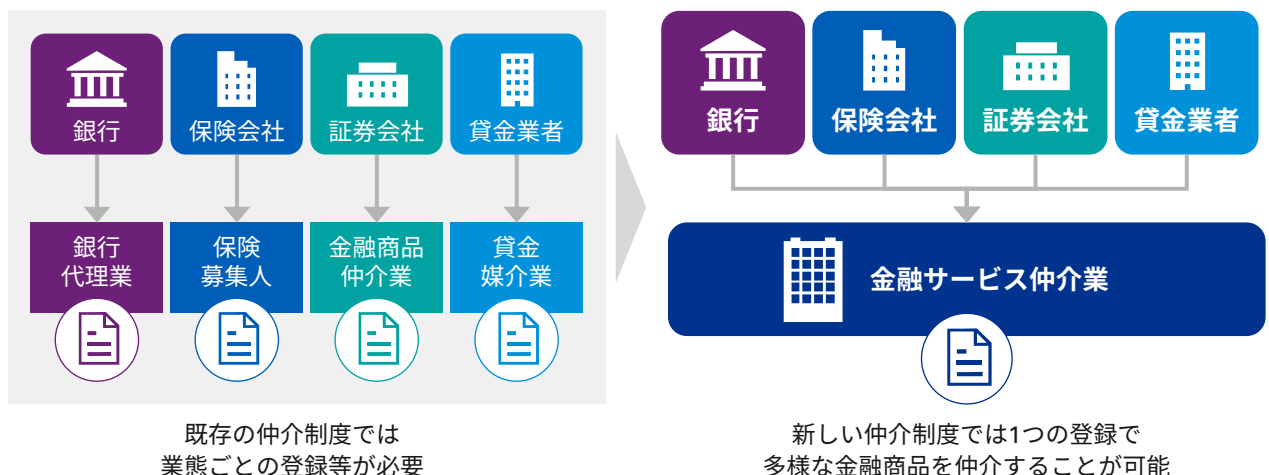 銀行
保険会社
証券会社
貸金業者
銀行
代理業
保険
募集人
金融商品
仲介業
貸金
媒介業
既存の仲介制度では
業態ごとの登録等が必要
銀行
保険会社
証券会社
貸金業者
金融サービス仲介業
新しい仲介制度では1つの登録で
多様な金融商品を仲介することが可能